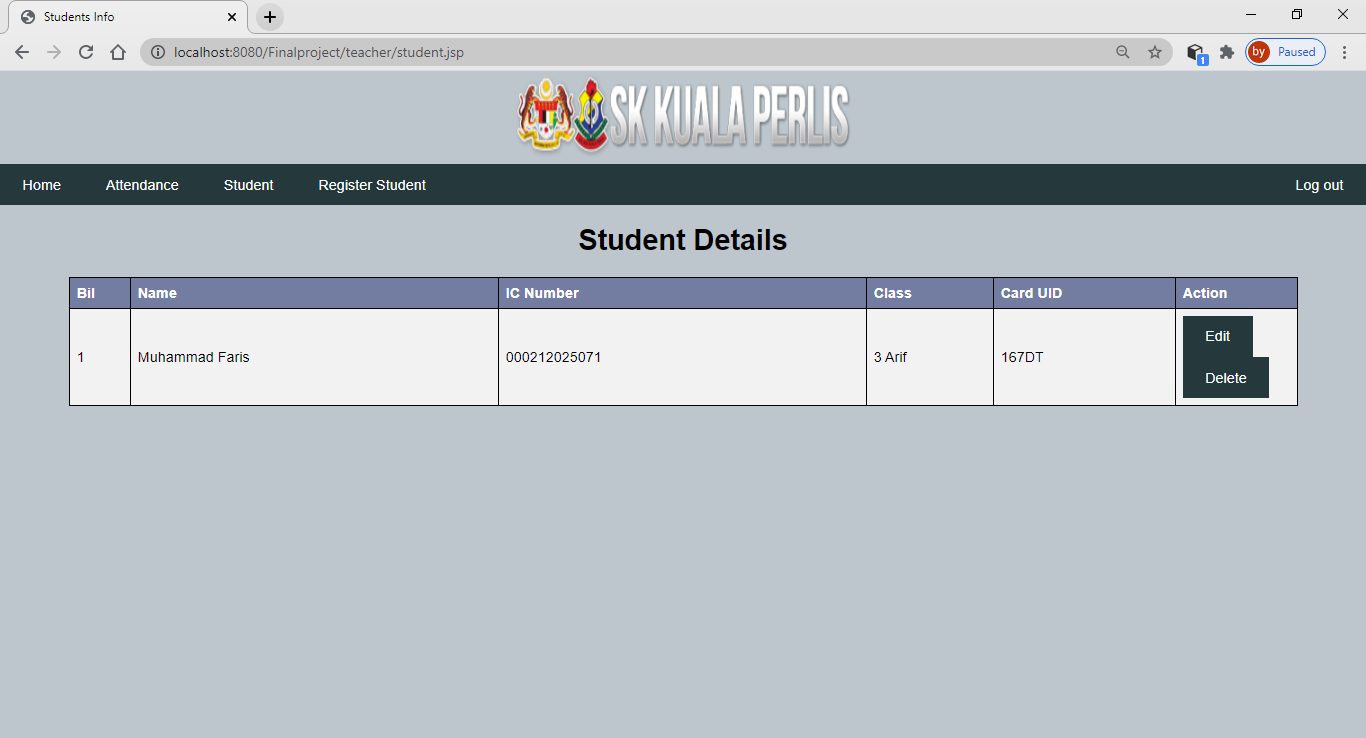 Students Info
localhost:8080/Finalproject/teacher/student.jsp
1
by Paused
SK KUALA PERLIS
Home Attendance Student Register Student Log out
Student Details
Bil Name IC Number Class Card UID Action
1 Muhammad Faris 000212025071 3 Arif 167DT Edit
Delete